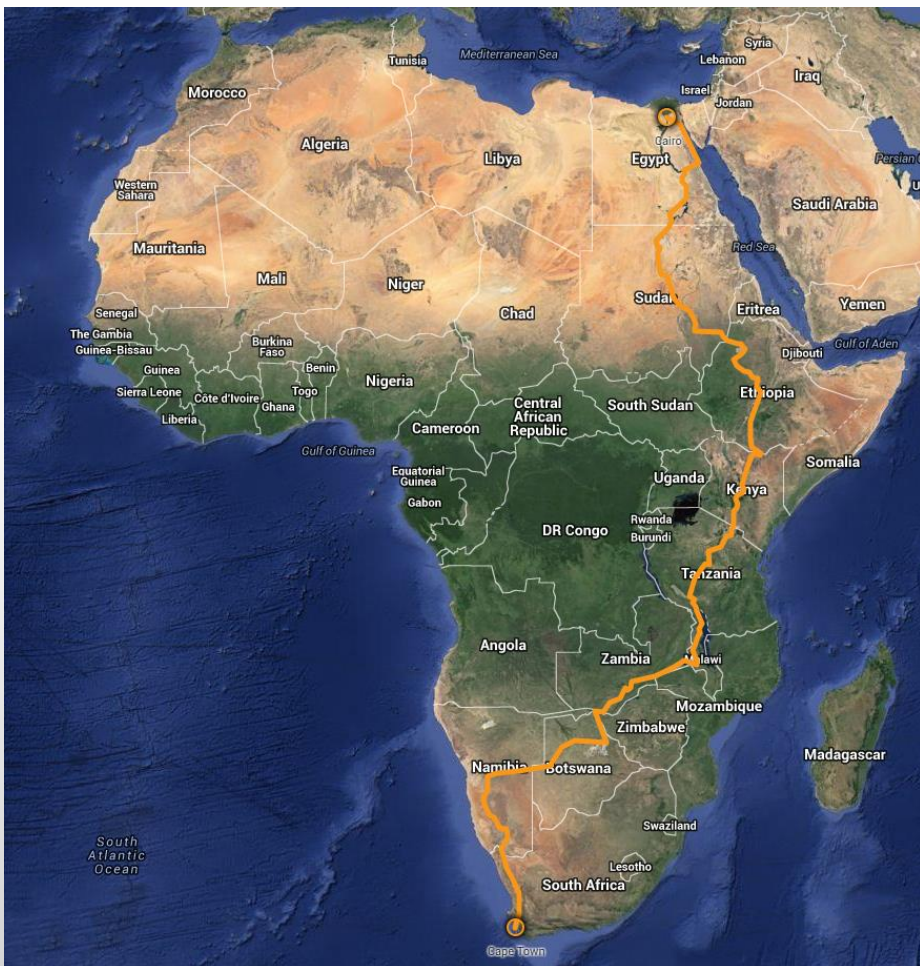 Mediterranean Sea
Tunisia
Syria
Lebanon
Iraq
Israel
Jordan
Morocco
Algeria
Libya
Cairo
Egypt
Persian
Western
Sahara
U
Saudi Arabia
Mauritania
Red Sea
Mali
Niger
Chad
Sudan
Eritrea
Yemen
Senegal
The Gambia
Guinea-Bissau
Burkina
Faso
Gulf of Aden
Djibouti
Guinea
Benin
Nigeria
Sierra Leone
Côte d'Ivoire
Togo
Ghana
Liberia
Ethiopia
Central
African
Republic
South Sudan
Cameroon
Gulf of Guinea
Somalia
Equatorial
Guinea
Uganda
Kenya
Gabon
Rwanda
Burundi
DR Congo
Tanzania
Angola
Zambia
Malawi
Mozambique
Zimbabwe
Madagascar
Namibia
Botswana
Swaziland
South
Atlantic
Ocean
Lesotho
South Africa
Cape Town